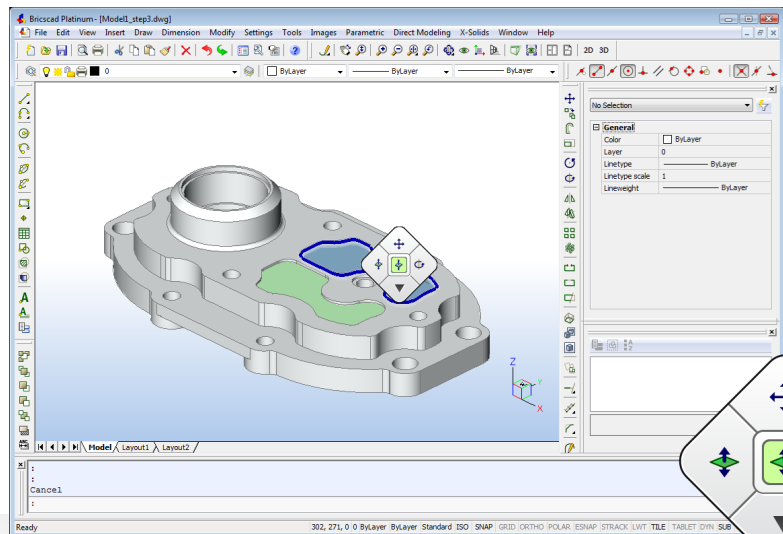 Bricscad Platinum- [Model1_step3.dwg]
File Edit View Insert Draw Dimension Modify Settings Tools Images Parametric Direct Modeling X-Solids Window Help
2D 3D
0 ByLayer ByLayer ByLayer
No Selection
General
Color ByLayer
Layer 0
Linetype ByLayer
Linetype scale 1
Lineweight ByLayer
A
A
Z
Y
X
Model Layout1 Layout2
:
:
Cancel
:
Ready 302, 271, 0 0 ByLayer ByLayer Standard ISO SNAP GRID ORTHO POLAR ESNAP STRACK LWT TILE TABLET DYN SUB